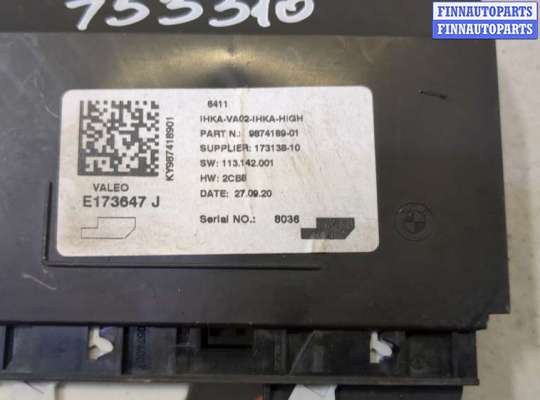 753310
FINNAUTOPARTS
FINNAUTOPARTS
6411
IHKA-VA02-IHKA-HIGH
PART N.: 9874189-01
SUPPLIER: 173138-10
SW: 113.142.001
HW: 2CB8
DATE: 27.09.20
Serial NO.: 8036
KY987418901
VALEO
E173647 J